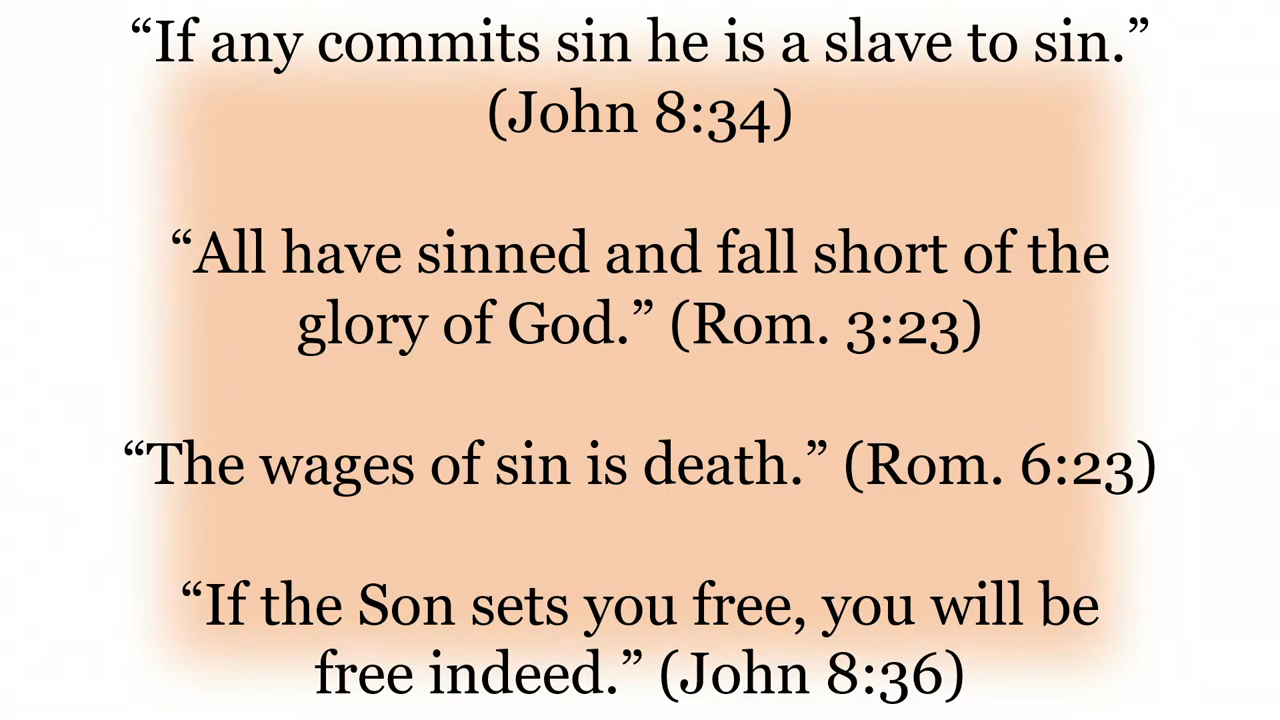 “If any commits sin he is a slave to sin.”
(John 8:34)
“All have sinned and fall short of the
glory of God.” (Rom. 3:23)
“The wages of sin is death.” (Rom. 6:23)
“If the Son sets you free, you will be
free indeed.” (John 8:36)